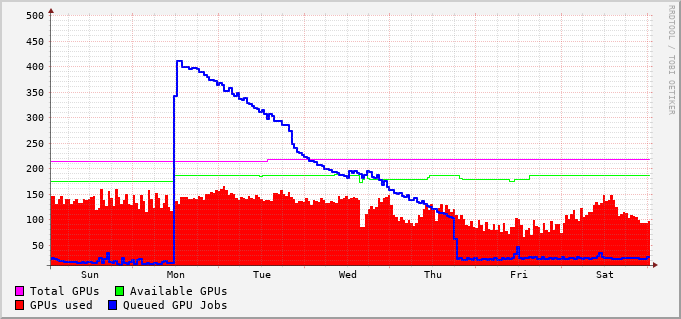 500
450
400
350
300
250
200
150
100
50
Sun Mon Tue Wed Thu Fri Sat
Total GPUs Available GPUs
GPUs used Queued GPU Jobs
RRDTOOL / TOBI OETIKER